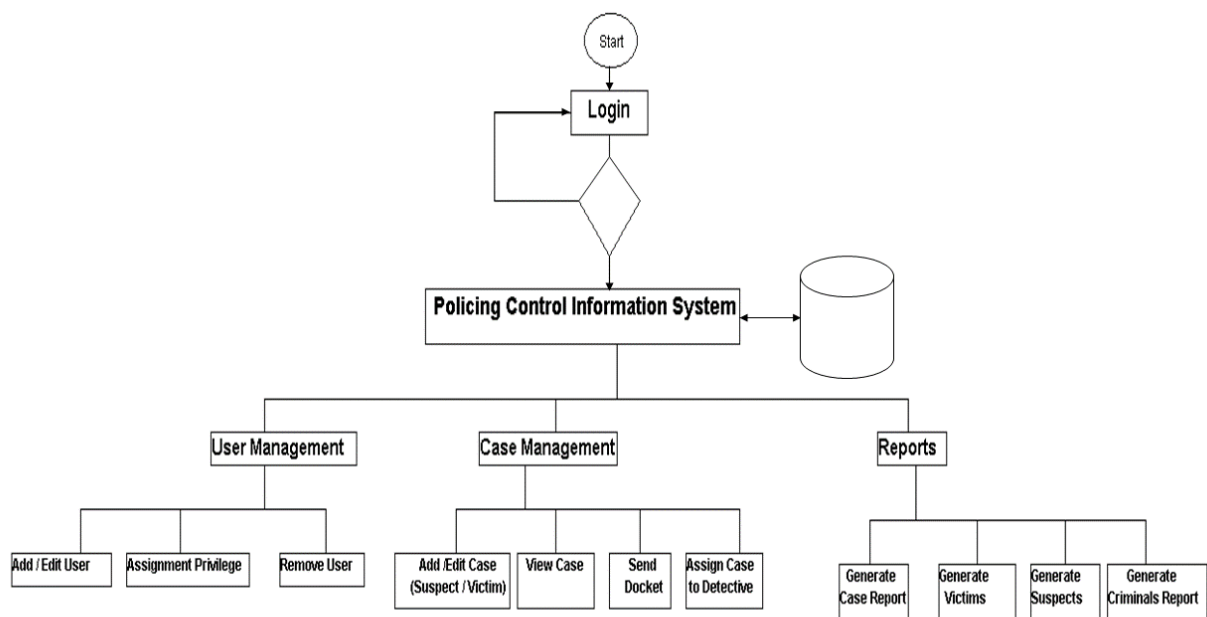 Start
Login
Policing Control Information System
User Management
Case Management
Reports
Add / Edit User
Assignment Privilege
Remove User
Add /Edit Case
(Suspect / Victim)
View Case
Send
Docket
Assign Case
to Detective
Generate
Case Report
Generate
Victims
Generate
Suspects
Generate
Criminals Report